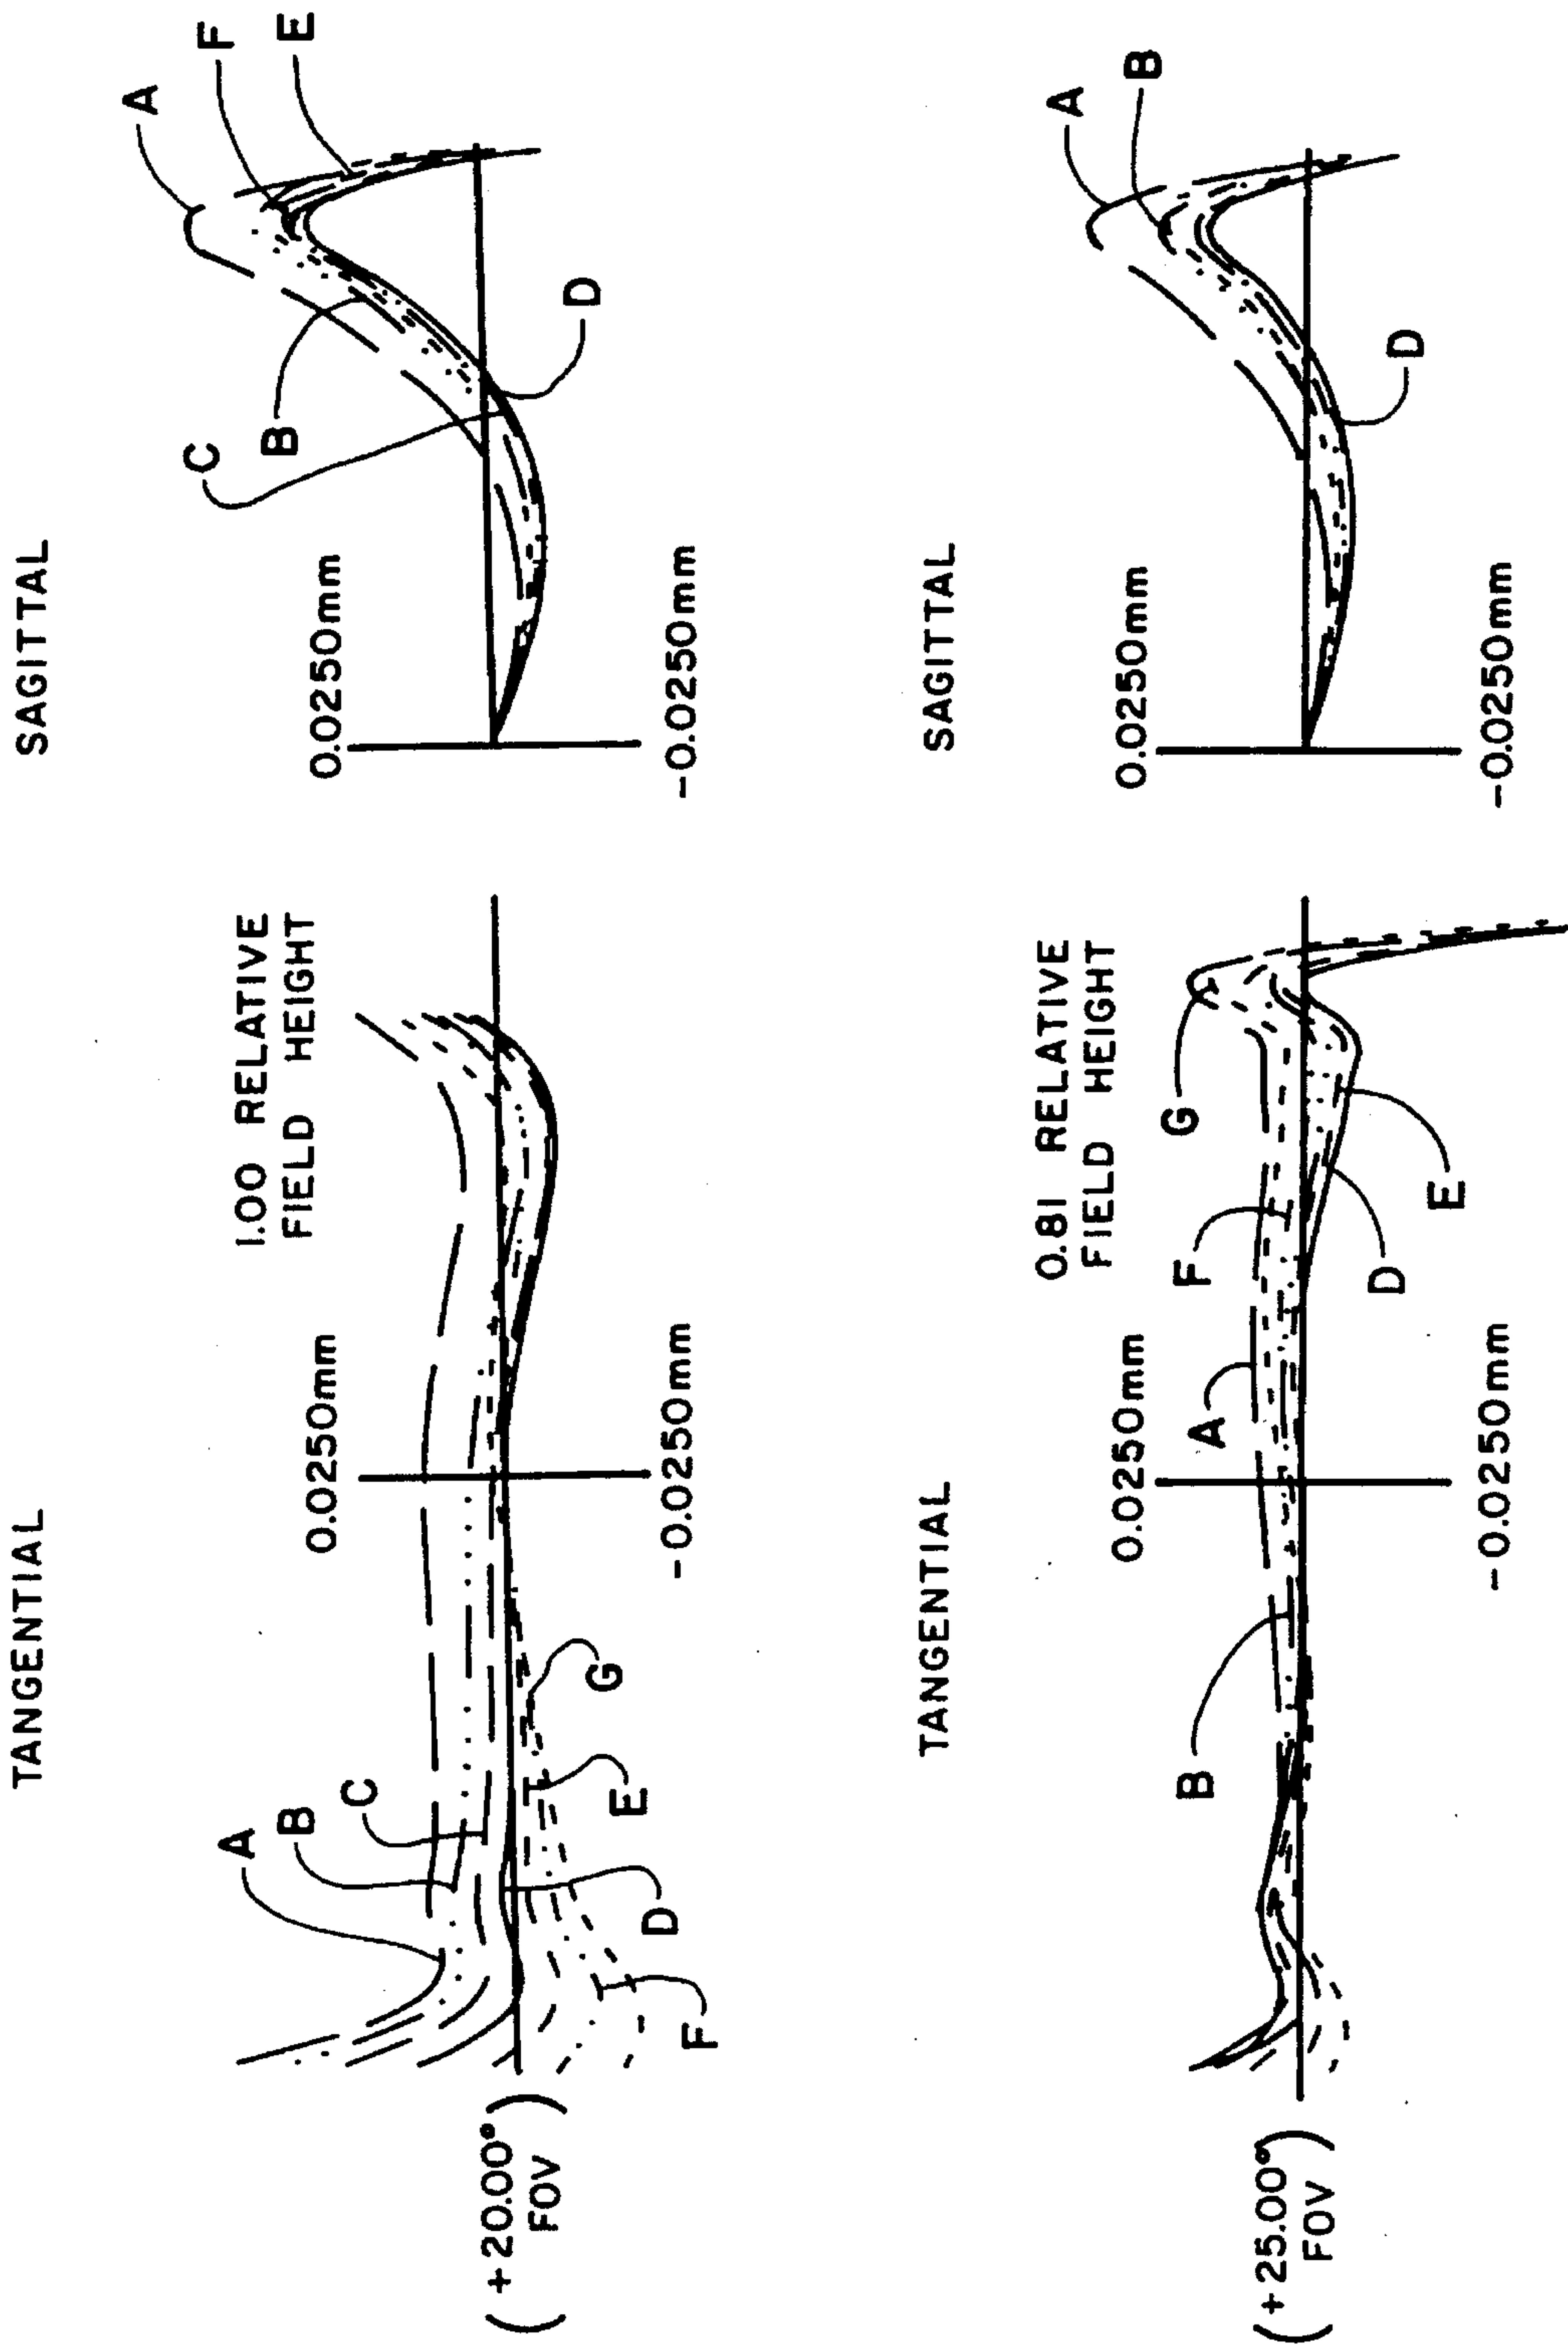 TANGENTIAL
1.00 RELATIVE
FIELD HEIGHT
0.0250mm
A
B
C
G
E
D
F
(+20.00°
FOV)
-0.0250mm
SAGITTAL
A
F
E
C
B
D
0.0250mm
-0.0250mm
TANGENTIAL
0.81 RELATIVE
FIELD HEIGHT
0.0250mm
G
F
A
B
D
E
(+25.00°
FOV)
-0.0250mm
SAGITTAL
A
B
D
0.0250mm
-0.0250mm